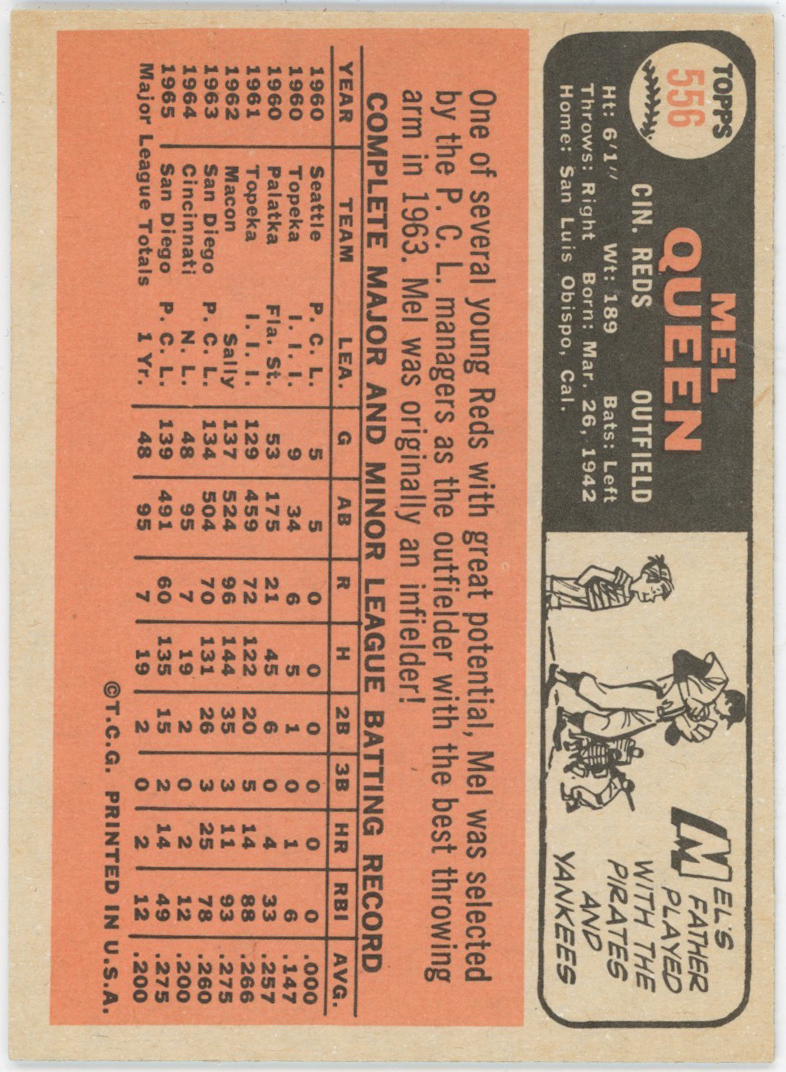 TOPPS
556
MEL
QUEEN
CIN. REDS OUTFIELD
Ht: 6'1" Wt: 189 Bats: Left
Throws: Right Born: Mar. 26, 1942
Home: San Luis Obispo, Cal.
MEL'S
FATHER
PLAYED
WITH THE
PIRATES
AND
YANKEES
One of several young Reds with great potential, Mel was selected
by the P. C. L. managers as the outfielder with the best throwing
arm in 1963. Mel was originally an infielder!
COMPLETE MAJOR AND MINOR LEAGUE BATTING RECORD
YEAR TEAM LEA. G AB R H 2B 3B HR RBI AVG.
1960 Seattle P. C. L. 5 5 0 0 0 0 0 0 .000
1960 Topeka I. I. I. 9 34 6 5 1 0 1 6 .147
1960 Palatka Fla. St. 53 175 21 45 6 0 4 33 .257
1961 Topeka I. I. I. 129 459 72 122 20 5 14 88 .266
1962 Macon Sally 137 524 96 144 35 3 11 93 .275
1963 San Diego P. C. L. 134 504 70 131 26 3 25 78 .260
1964 Cincinnati N. L. 48 95 7 19 2 0 2 12 .200
1965 San Diego P. C. L. 139 491 60 135 15 2 14 49 .275
Major League Totals 1 Yr. 48 95 7 19 2 0 2 12 .200
©T.C.G. PRINTED IN U.S.A.